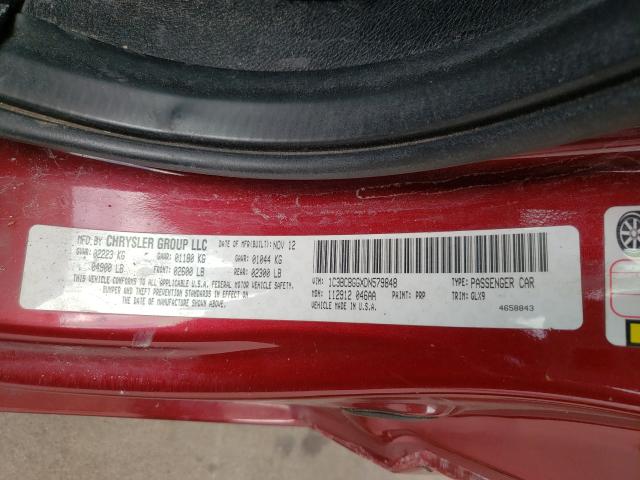 MFD. BY CHRYSLER GROUP LLC
DATE OF MFR(BUILT): NOV 12
GVWR: 02223 KG GAWR: 01180 KG GAWR: 01044 KG
04900 LB FRONT: 02600 LB REAR: 02300 LB
THIS VEHICLE CONFORMS TO ALL APPLICABLE U.S.A. FEDERAL MOTOR VEHICLE SAFETY,
BUMPER AND THEFT PREVENTION STANDARDS IN EFFECT ON
THE DATE OF MANUFACTURE SHOWN ABOVE.
VIN: 1C3BCBGGXDN579848 TYPE: PASSENGER CAR
MDH: 112912 046AA PAINT: PRP TRIM: GLX9
VEHICLE MADE IN U.S.A.
4658843